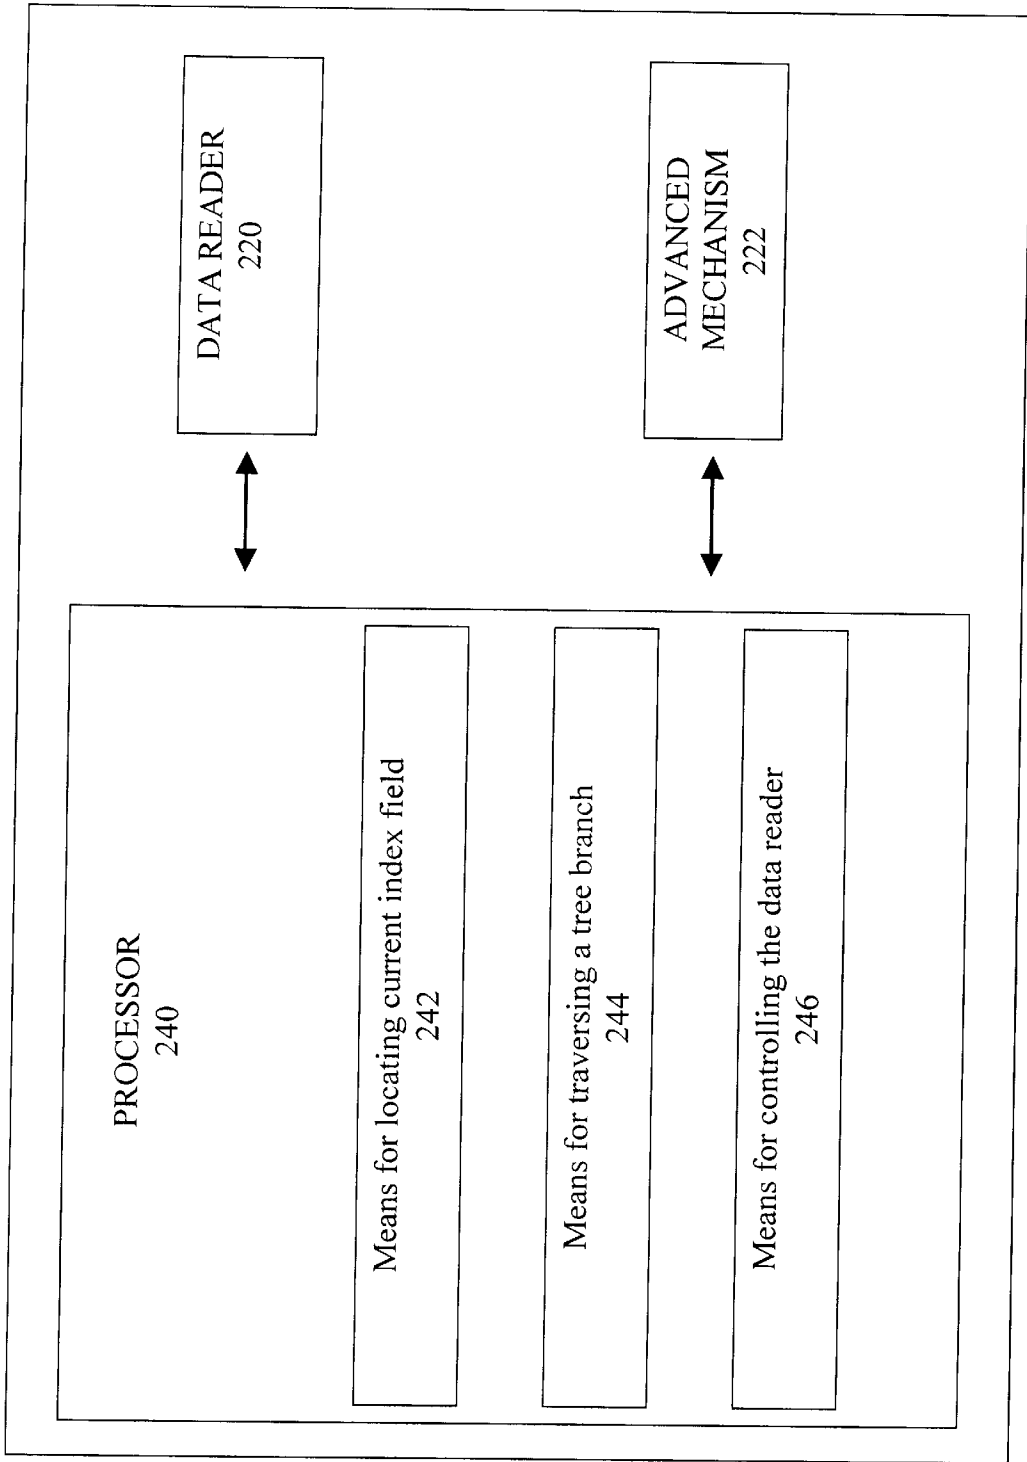 PROCESSOR
240
Means for locating current index field
242
Means for traversing a tree branch
244
Means for controlling the data reader
246
DATA READER
220
ADVANCED
MECHANISM
222